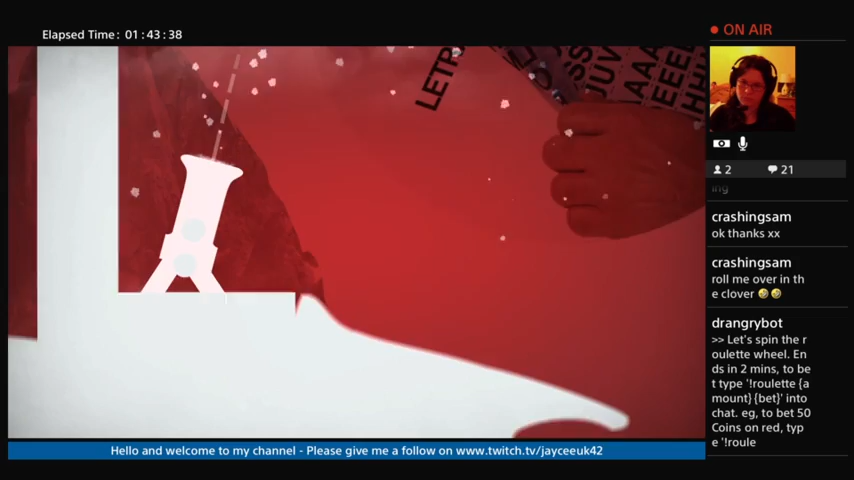 Elapsed Time: 01:43:38
ON AIR
LETR
2
21
ing
crashingsam
ok thanks xx
crashingsam
roll me over in th
e clover 🤣🤣
drangrybot
>> Let's spin the r
oulette wheel. En
ds in 2 mins, to be
t type '!roulette {a
mount} {bet}' into
chat. eg, to bet 50
Coins on red, typ
e '!roule
Hello and welcome to my channel - Please give me a follow on www.twitch.tv/jayceeuk42